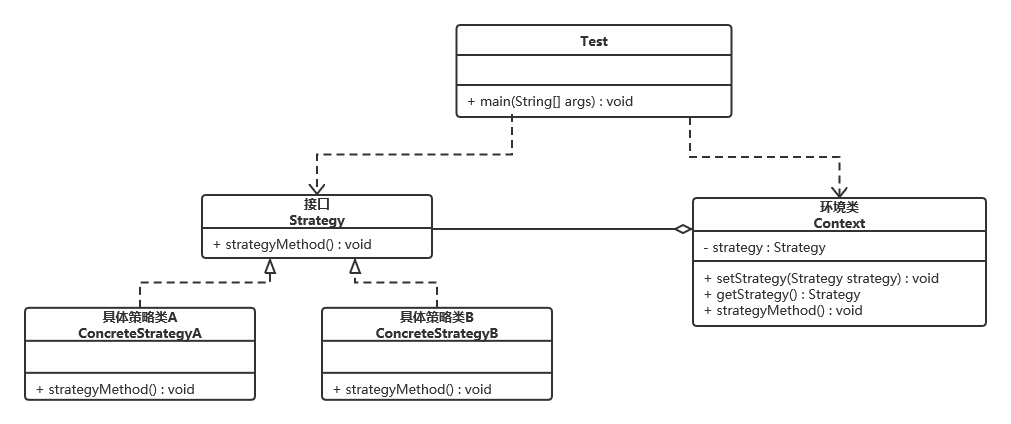 Test
+ main(String[] args) : void
接口
Strategy
+ strategyMethod() : void
环境类
Context
- strategy : Strategy
+ setStrategy(Strategy strategy) : void
+ getStrategy() : Strategy
+ strategyMethod() : void
具体策略类A
ConcreteStrategyA
+ strategyMethod() : void
具体策略类B
ConcreteStrategyB
+ strategyMethod() : void